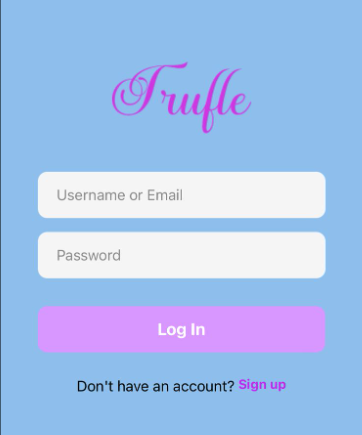 Trufle
Username or Email
Password
Log In
Don't have an account? Sign up